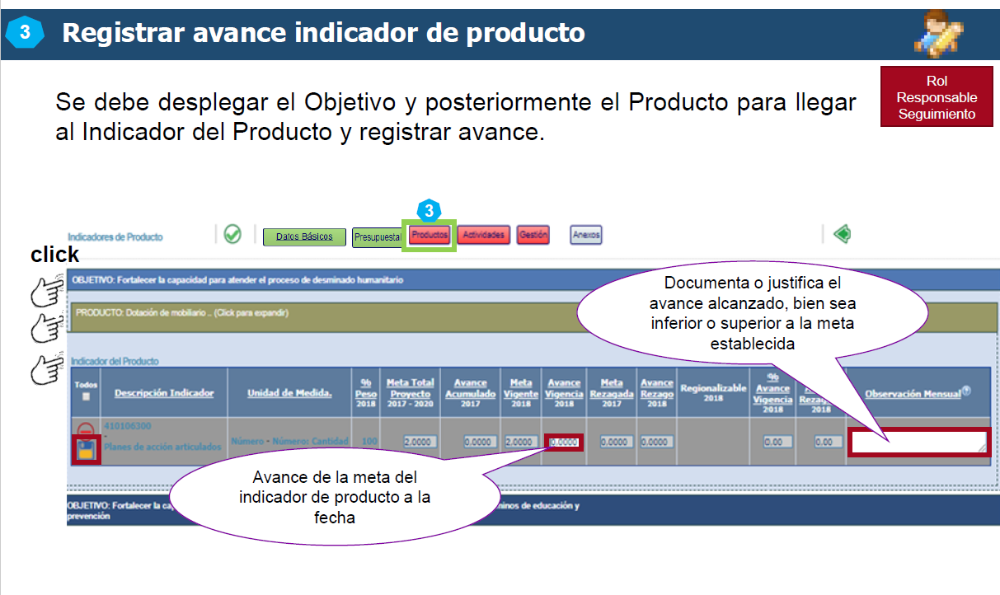 3 Registrar avance indicador de producto
Rol
Responsable
Seguimiento
Se debe desplegar el Objetivo y posteriormente el Producto para llegar
al Indicador del Producto y registrar avance.
3
Indicadores de Producto
Datos Básicos
Presupuestal
Productos
Actividades
Gestión
Anexos
click
OBJETIVO: Fortalecer la capacidad para atender el proceso de desminado humanitario
PRODUCTO: Dotación de mobiliario .. (Click para expandir)
Documenta o justifica el
avance alcanzado, bien sea
inferior o superior a la meta
establecida
Indicador del Producto
Todos
Descripción Indicador
Unidad de Medida.
% Peso 2018
Meta Total Proyecto 2017 - 2020
Avance Acumulado 2017
Meta Vigente 2018
Avance Vigencia 2018
Meta Rezagada 2017
Avance Rezago 2018
Regionalizable 2018
% Avance Vigencia 2018
2018
Observación Mensual
410106300
-
Planes de acción articulados
Número - Número: Cantidad
100
2.0000
0.0000
2.0000
0.0000
0.0000
0.0000
0.00
0.00
Avance de la meta del
indicador de producto a la
fecha
OBJETIVO: Fortalecer la
de educación y
prevención